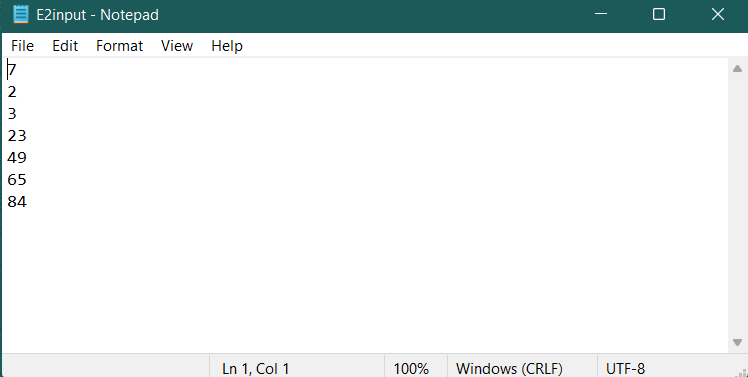 E2input - Notepad
File Edit Format View Help
7
2
3
23
49
65
84
Ln 1, Col 1 100% Windows (CRLF) UTF-8